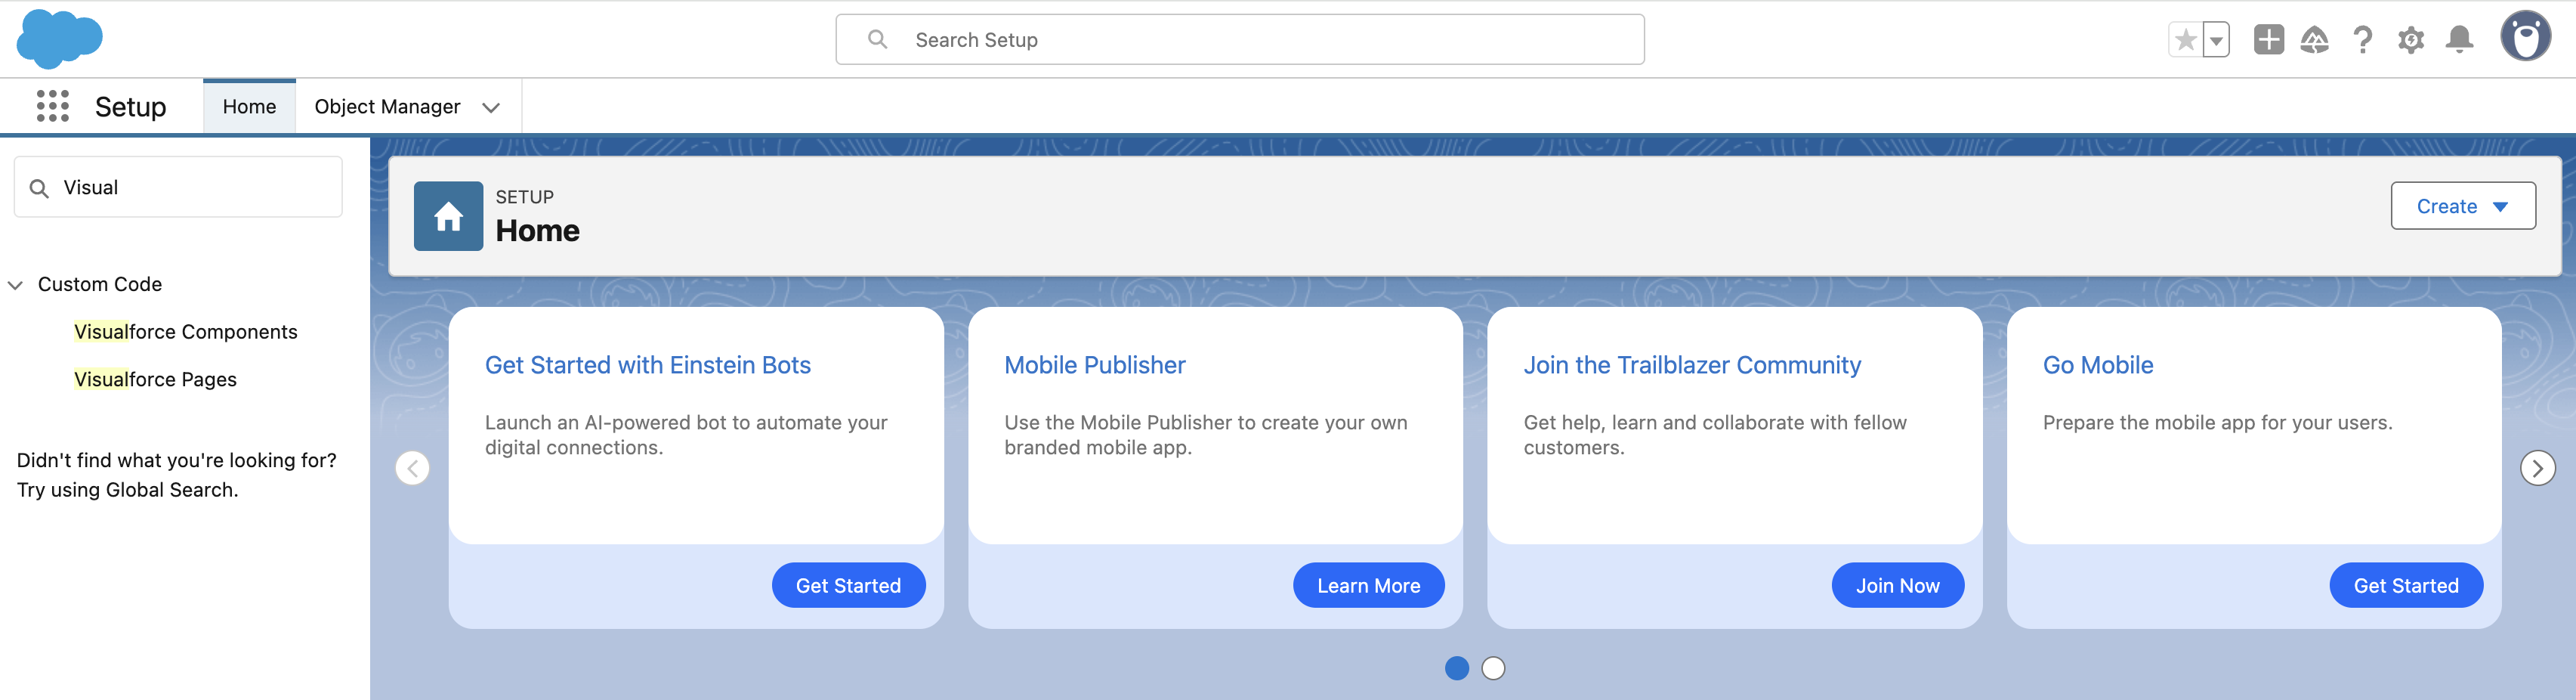 Search Setup
Setup
Home
Object Manager
Visual
Custom Code
Visualforce Components
Visualforce Pages
Didn't find what you're looking for?
Try using Global Search.
SETUP
Home
Create
Get Started with Einstein Bots
Launch an AI-powered bot to automate your
digital connections.
Get Started
Mobile Publisher
Use the Mobile Publisher to create your own
branded mobile app.
Learn More
Join the Trailblazer Community
Get help, learn and collaborate with fellow
customers.
Join Now
Go Mobile
Prepare the mobile app for your users.
Get Started